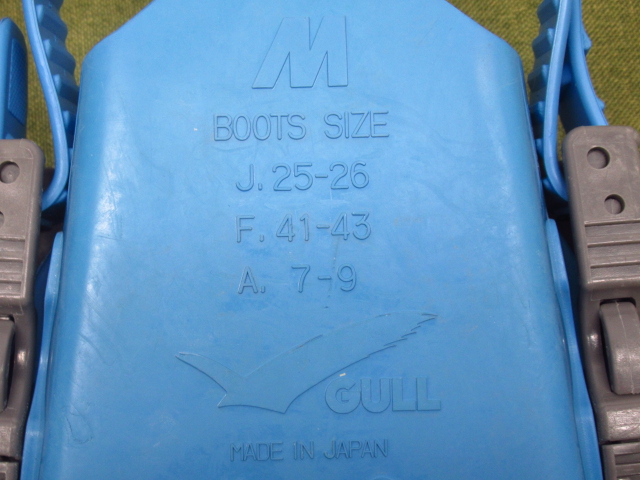 M
BOOTS SIZE
J. 25-26
F. 41-43
A. 7-9
GULL
MADE IN JAPAN